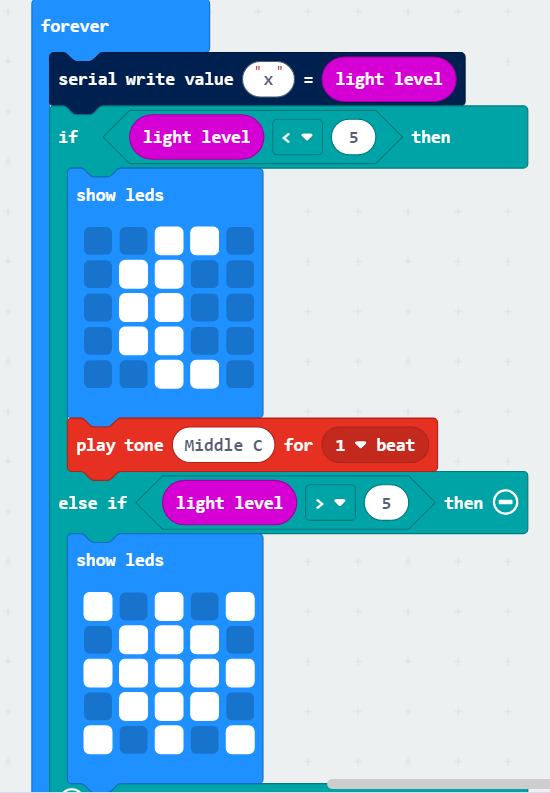 forever
serial write value "x" = light level
if light level < 5 then
show leds
play tone Middle C for 1 beat
else if light level > 5 then
show leds